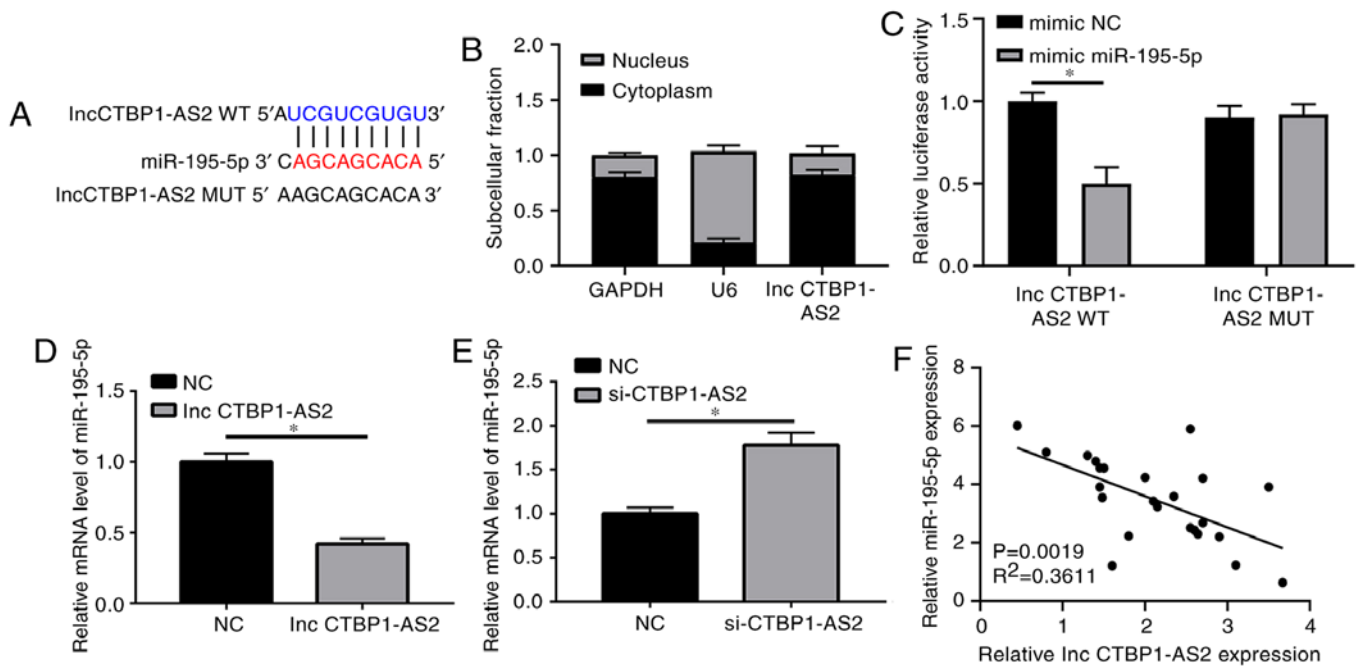 A
lncCTBP1-AS2 WT 5′AUCGUCGUGU3′
miR-195-5p 3′ CAGCAGCACA 5′
lncCTBP1-AS2 MUT 5′ AAGCAGCACA 3′
B
Subcellular fraction
2.0
1.5
1.0
0.5
0.0
Nucleus
Cytoplasm
GAPDH
U6
lnc CTBP1-
AS2
C
Relative luciferase activity
1.5
1.0
0.5
0.0
mimic NC
mimic miR-195-5p
*
lnc CTBP1-
AS2 WT
lnc CTBP1-
AS2 MUT
D
Relative mRNA level of miR-195-5p
1.5
1.0
0.5
0.0
NC
lnc CTBP1-AS2
*
NC
lnc CTBP1-AS2
E
Relative mRNA level of miR-195-5p
2.5
2.0
1.5
1.0
0.5
0.0
NC
si-CTBP1-AS2
*
NC
si-CTBP1-AS2
F
Relative miR-195-5p expression
8
6
4
2
0
P=0.0019
R²=0.3611
0 1 2 3 4
Relative lnc CTBP1-AS2 expression